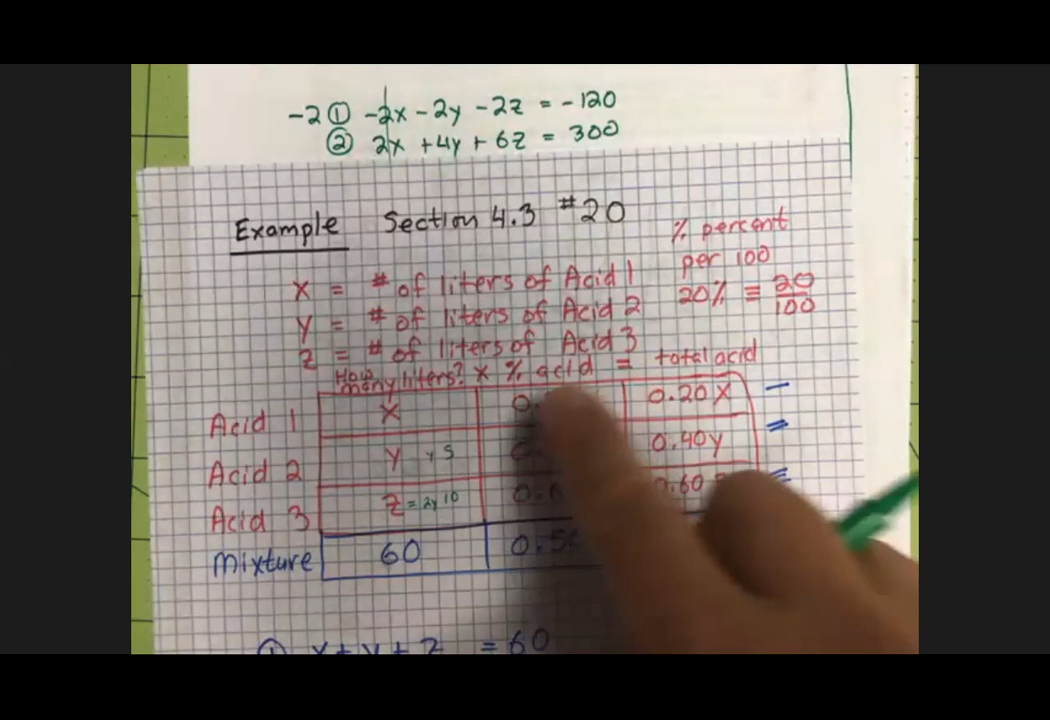 -2 ① -2x - 2y - 2z = -120
② 2x + 4y + 6z = 300
Example Section 4.3 #20
% percent
per 100
20% ≡ 20/100
X = # of liters of Acid 1
Y = # of liters of Acid 2
Z = # of liters of Acid 3
How many liters? x % acid = total acid
Acid 1 X 0.20X
Acid 2 Y 0.40Y
Acid 3 Z = 2y 10
Mixture 60
① X + Y + Z = 60